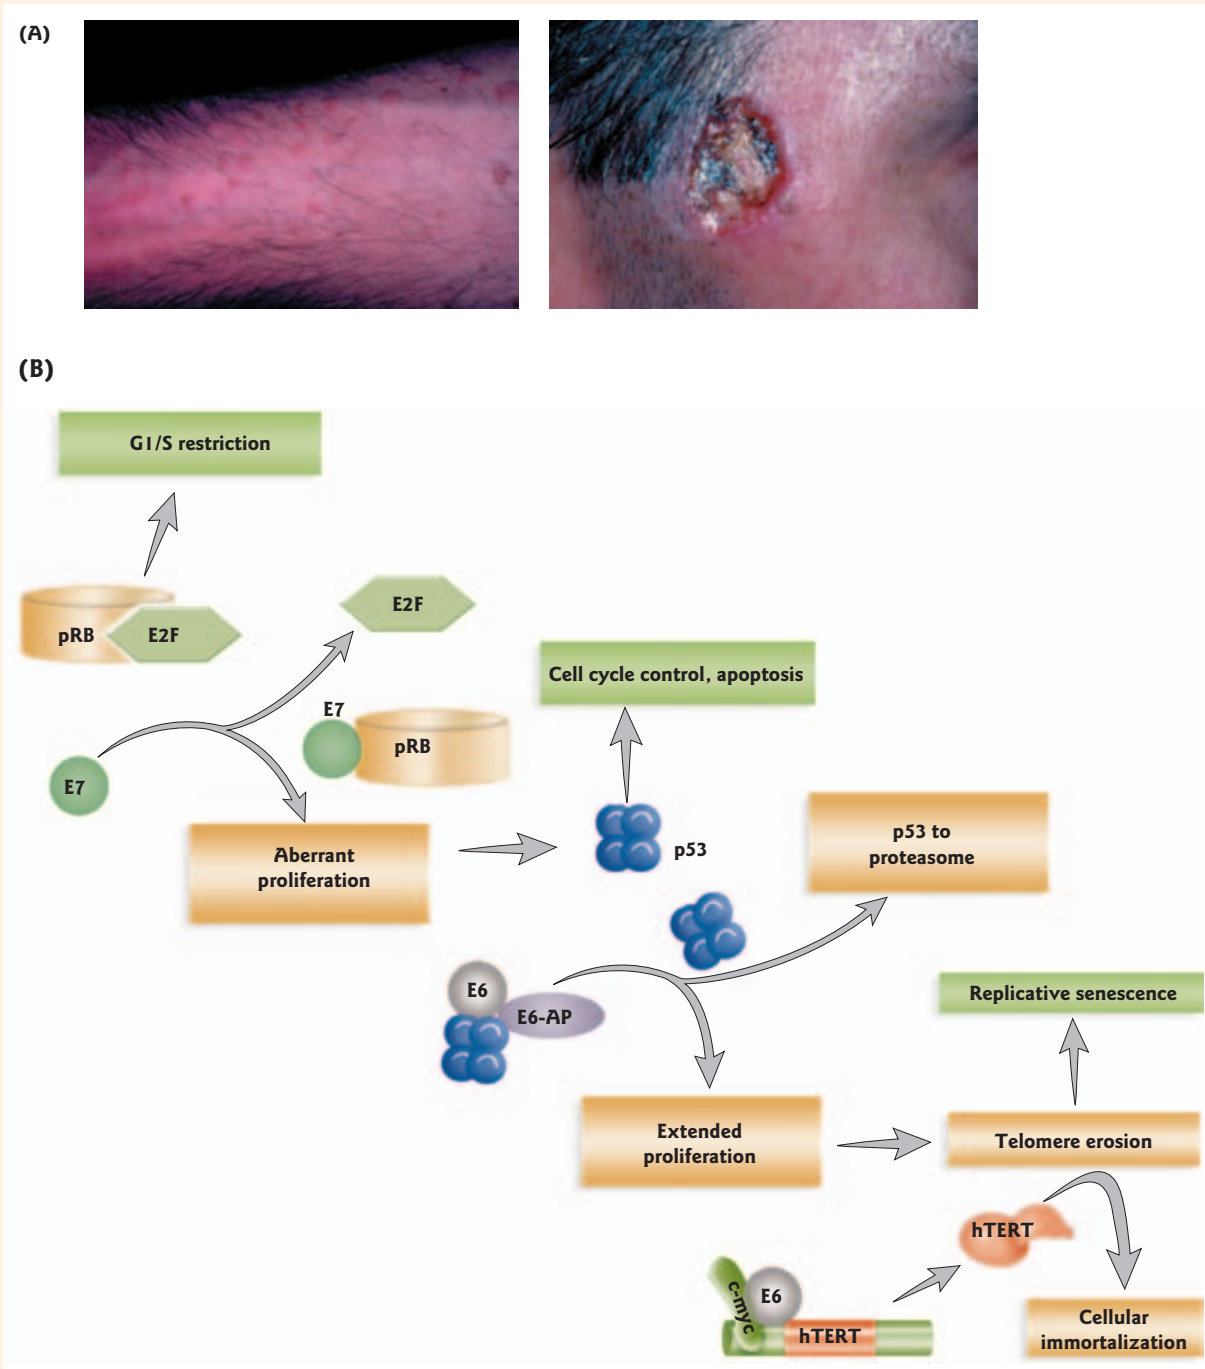 (A)
(B)
G1/S restriction
pRB
E2F
E2F
E7
pRB
E7
Cell cycle control, apoptosis
Aberrant
proliferation
p53
p53 to
proteasome
E6
E6-AP
Replicative senescence
Extended
proliferation
Telomere erosion
hTERT
c-myc
E6
hTERT
Cellular
immortalization